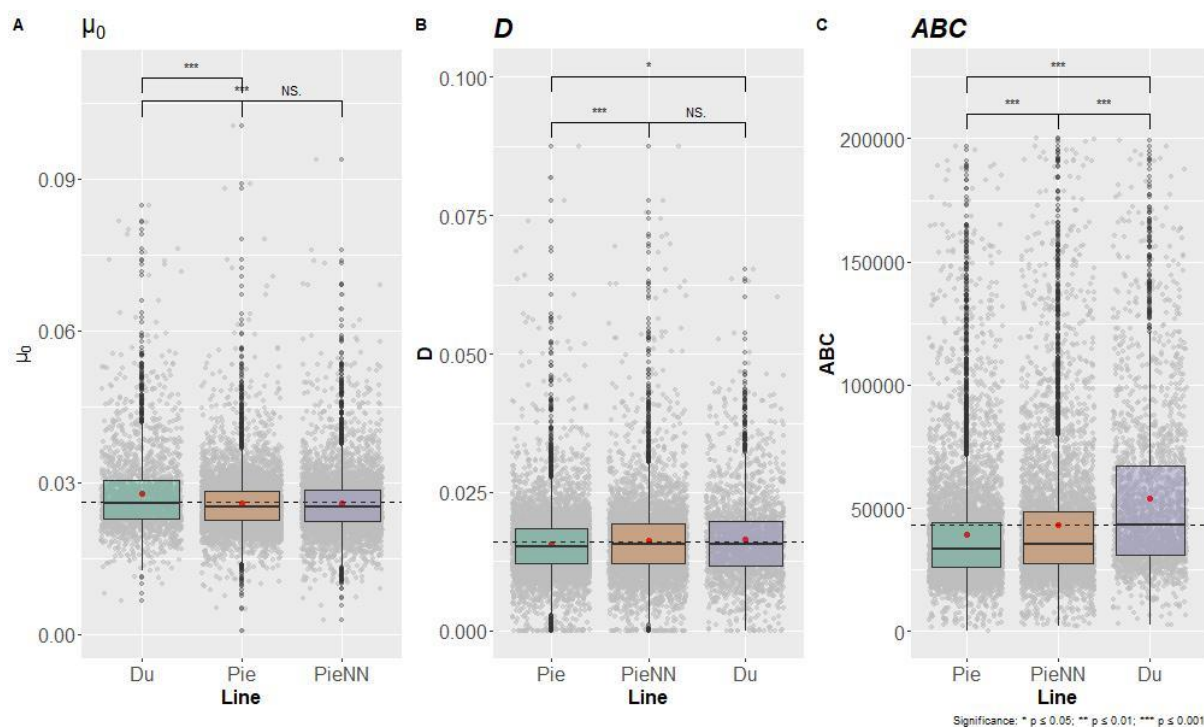 A
μ₀
***
***
NS.
0.09
0.06
0.03
0.00
μ₀
Du
Pie
PieNN
Line
B
D
*
***
NS.
0.100
0.075
0.050
0.025
0.000
D
Pie
PieNN
Du
Line
C
ABC
***
***
***
200000
150000
100000
50000
0
ABC
Pie
PieNN
Du
Line
Significance: * p ≤ 0.05; ** p ≤ 0.01; *** p ≤ 0.001